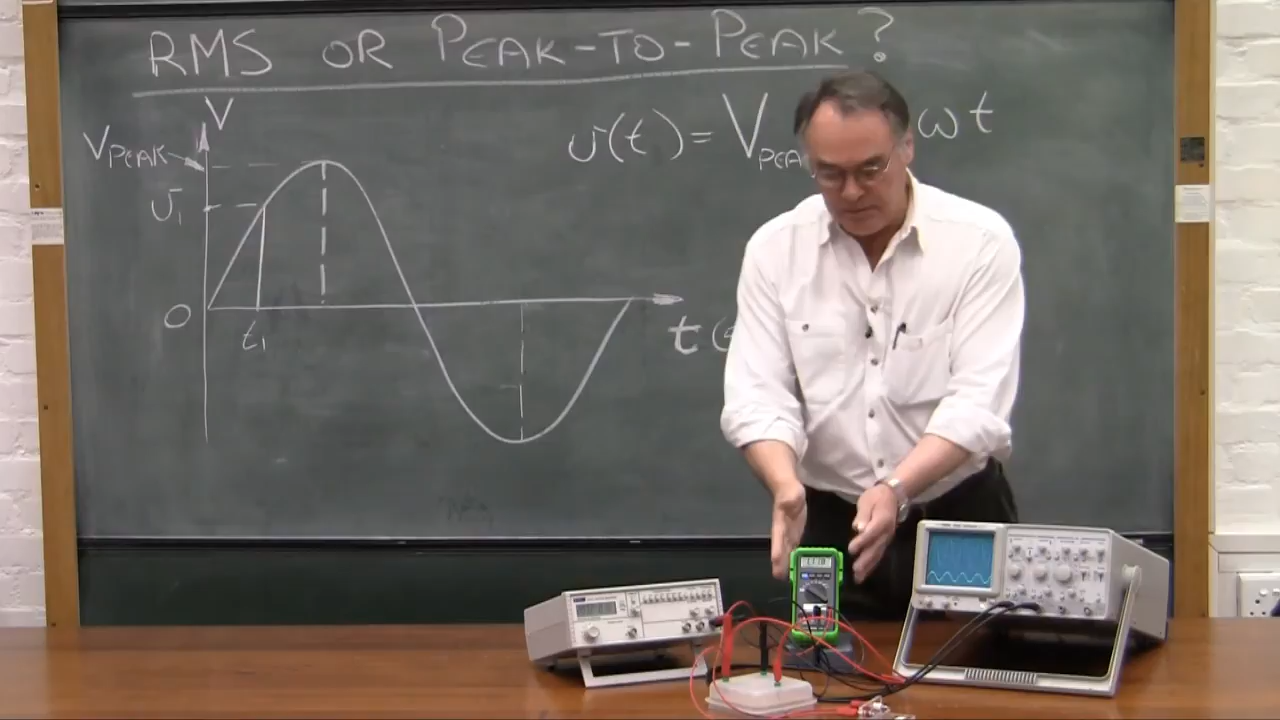 RMS OR PEAK-TO-PEAK?
V
VPEAK
v(t) = VPEA ωt
v1
0
t1
t (